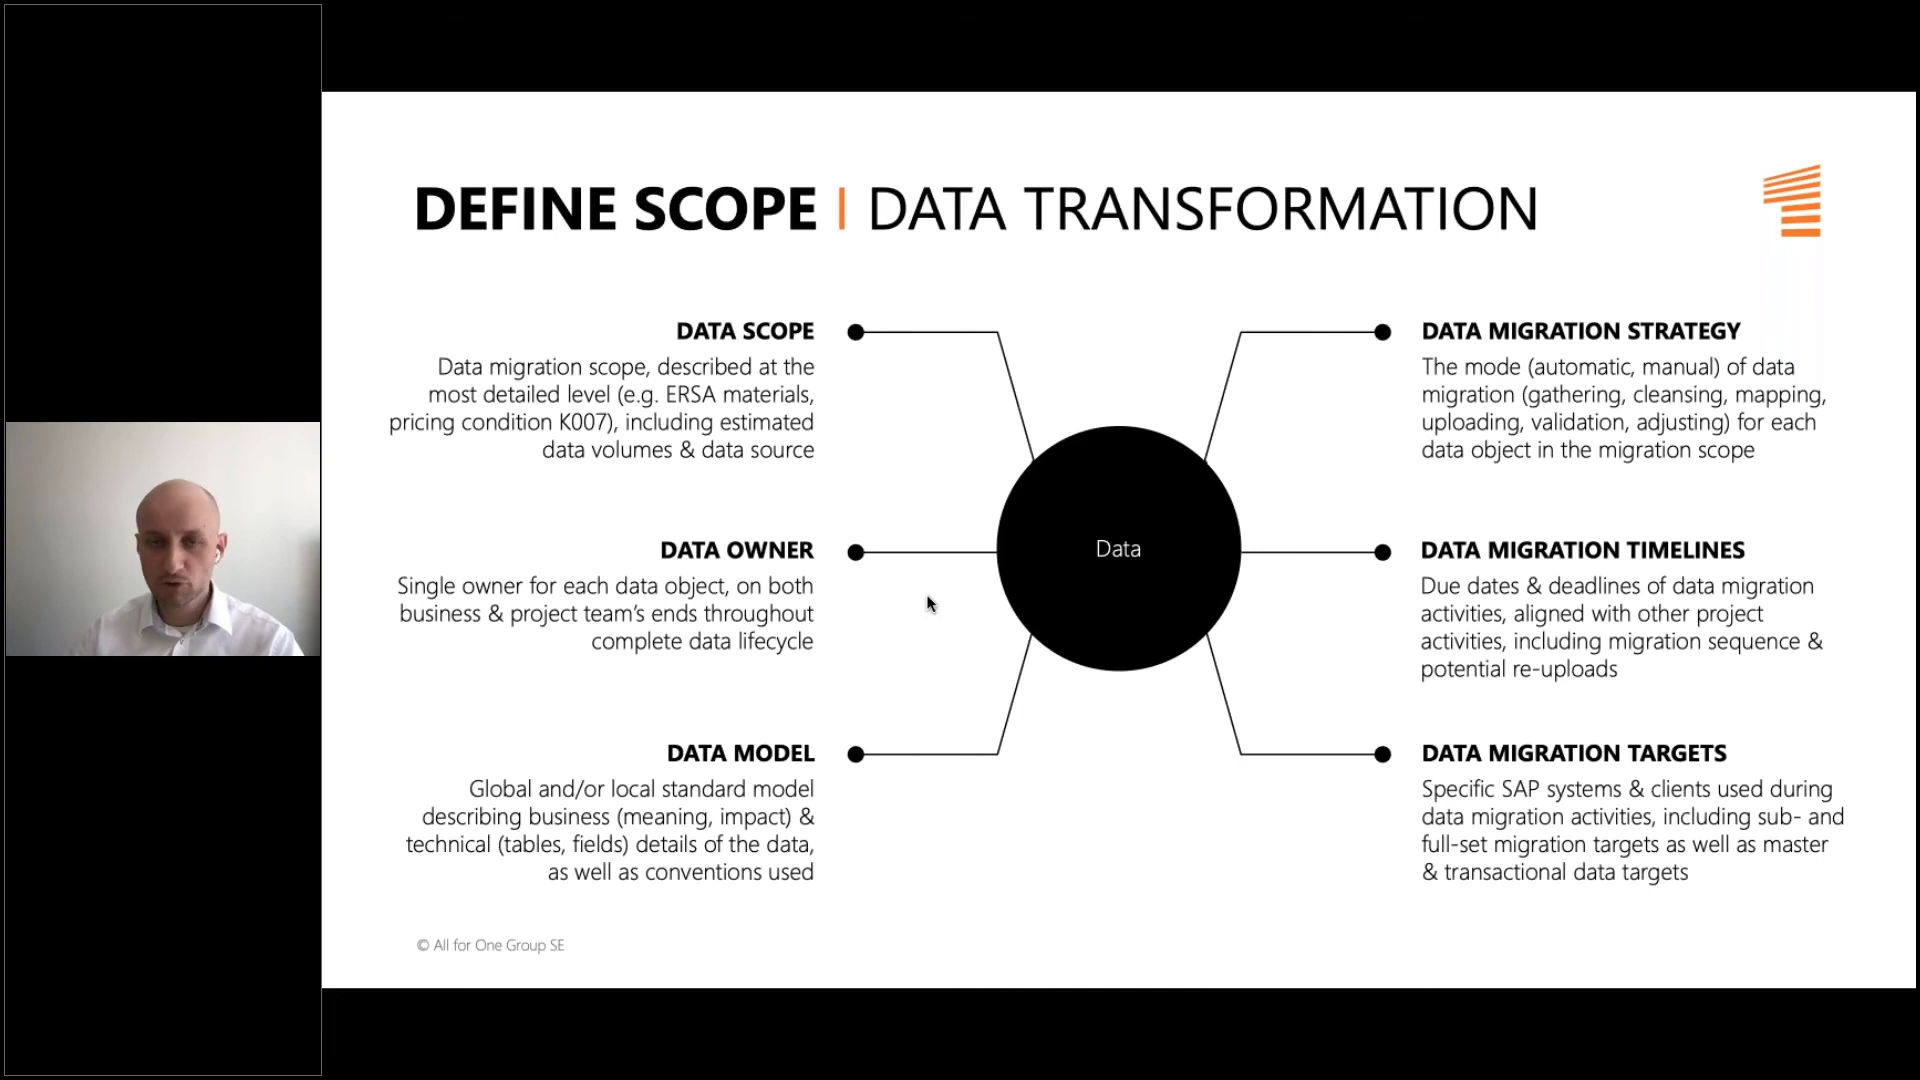 DEFINE SCOPE | DATA TRANSFORMATION
DATA SCOPE
Data migration scope, described at the
most detailed level (e.g. ERSA materials,
pricing condition K007), including estimated
data volumes & data source
DATA OWNER
Single owner for each data object, on both
business & project team’s ends throughout
complete data lifecycle
DATA MODEL
Global and/or local standard model
describing business (meaning, impact) &
technical (tables, fields) details of the data,
as well as conventions used
Data
DATA MIGRATION STRATEGY
The mode (automatic, manual) of data
migration (gathering, cleansing, mapping,
uploading, validation, adjusting) for each
data object in the migration scope
DATA MIGRATION TIMELINES
Due dates & deadlines of data migration
activities, aligned with other project
activities, including migration sequence &
potential re-uploads
DATA MIGRATION TARGETS
Specific SAP systems & clients used during
data migration activities, including sub- and
full-set migration targets as well as master
& transactional data targets
© All for One Group SE